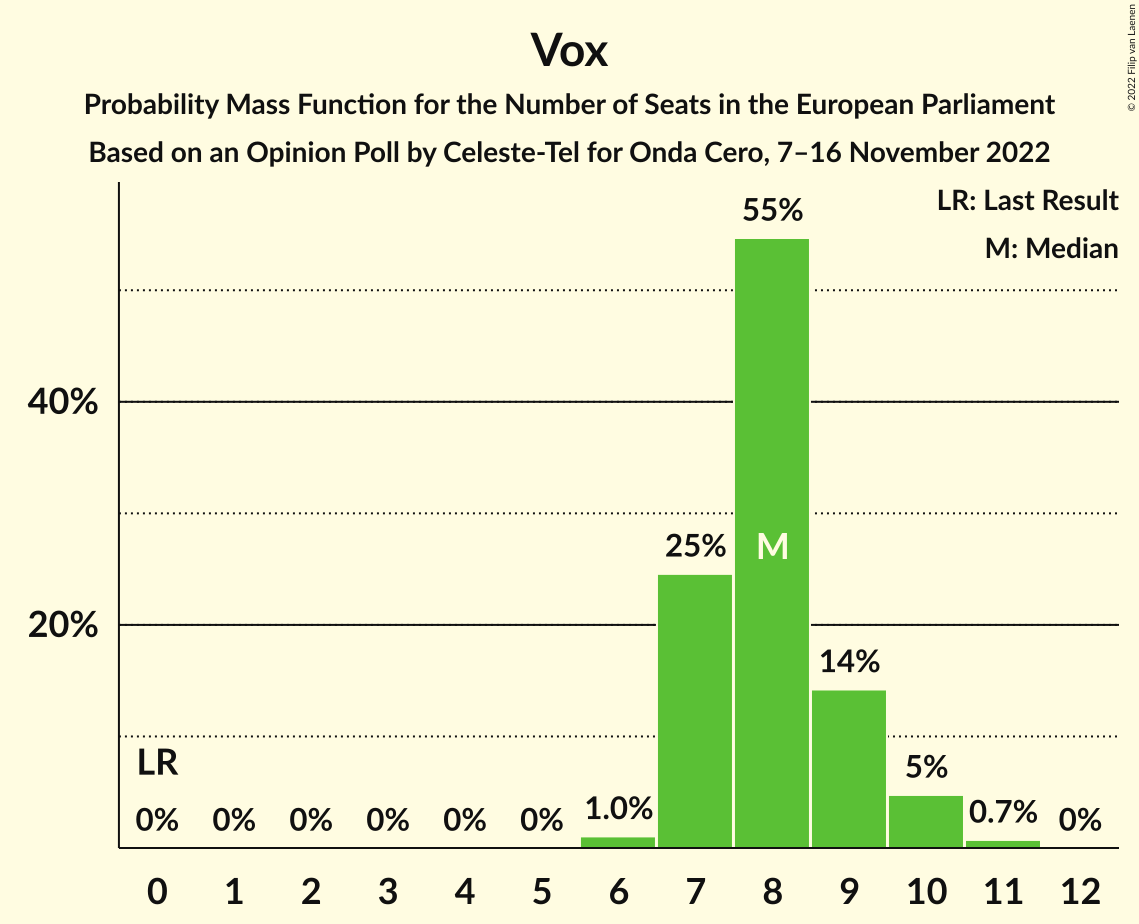 Vox
Probability Mass Function for the Number of Seats in the European Parliament
Based on an Opinion Poll by Celeste-Tel for Onda Cero, 7–16 November 2022
© 2022 Filip van Laenen
LR: Last Result
M: Median
55%
40%
25%
M
20%
14%
LR
5%
0% 0% 0% 0% 0% 0% 1.0% 0.7% 0%
0 1 2 3 4 5 6 7 8 9 10 11 12